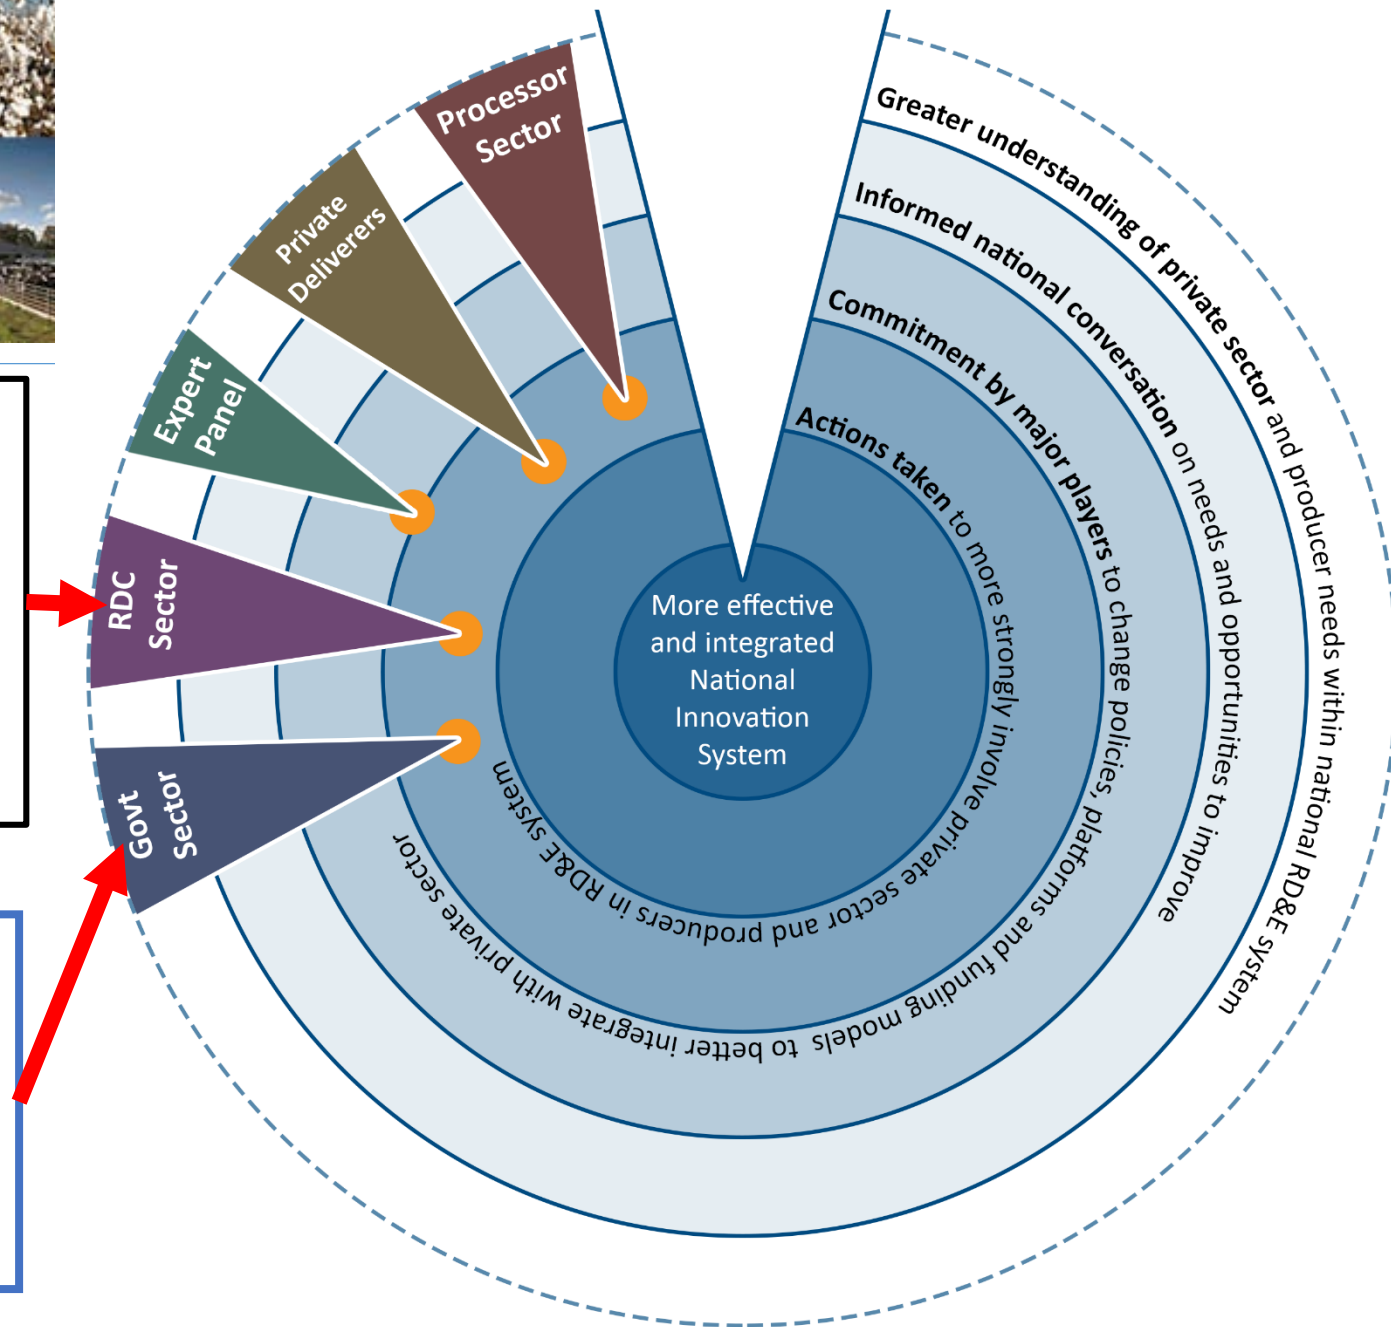 Processor
Sector
Private
Deliverers
Expert
Panel
RDC
Sector
Govt
Sector
Greater understanding of private sector and producer needs within national RD&E system
Informed national conversation on needs and opportunities to improve
Commitment by major players to change policies, platforms and funding models to better integrate with private sector
Actions taken to more strongly involve private sector and producers in RD&E system
More effective
and integrated
National
Innovation
System